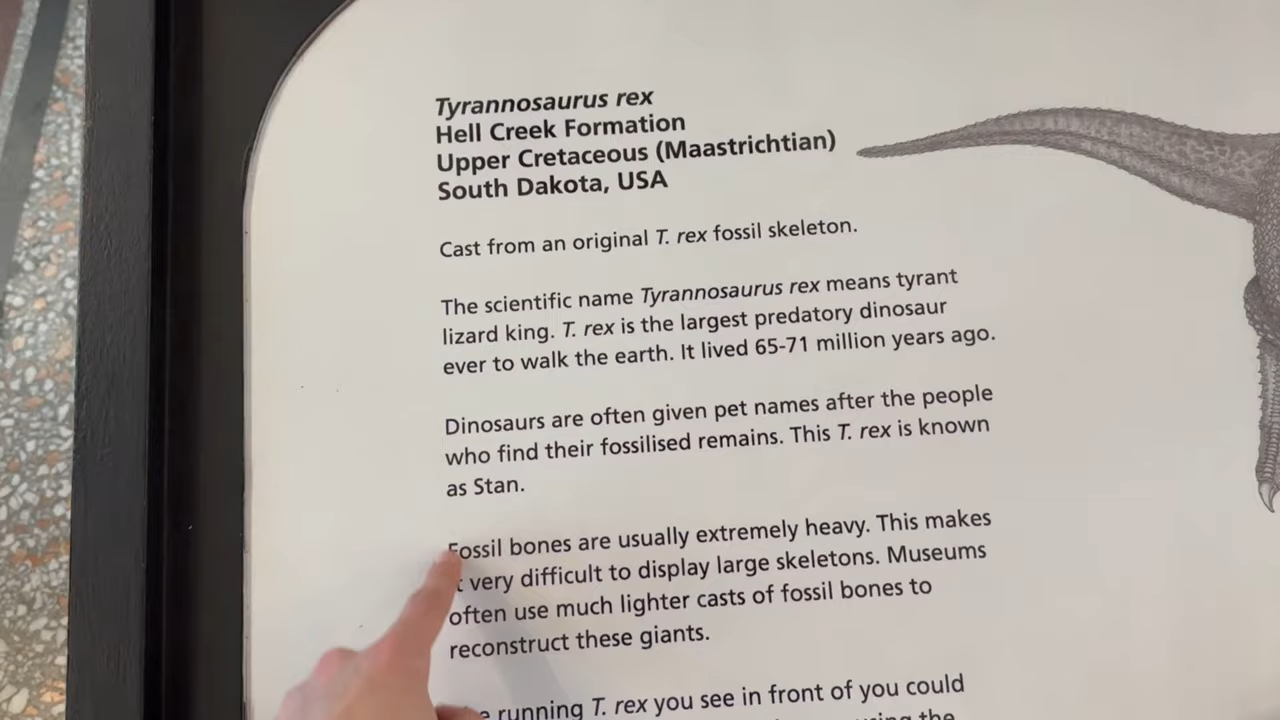 Tyrannosaurus rex
Hell Creek Formation
Upper Cretaceous (Maastrichtian)
South Dakota, USA
Cast from an original T. rex fossil skeleton.
The scientific name Tyrannosaurus rex means tyrant
lizard king. T. rex is the largest predatory dinosaur
ever to walk the earth. It lived 65-71 million years ago.
Dinosaurs are often given pet names after the people
who find their fossilised remains. This T. rex is known
as Stan.
Fossil bones are usually extremely heavy. This makes
very difficult to display large skeletons. Museums
often use much lighter casts of fossil bones to
reconstruct these giants.
running T. rex you see in front of you could
the